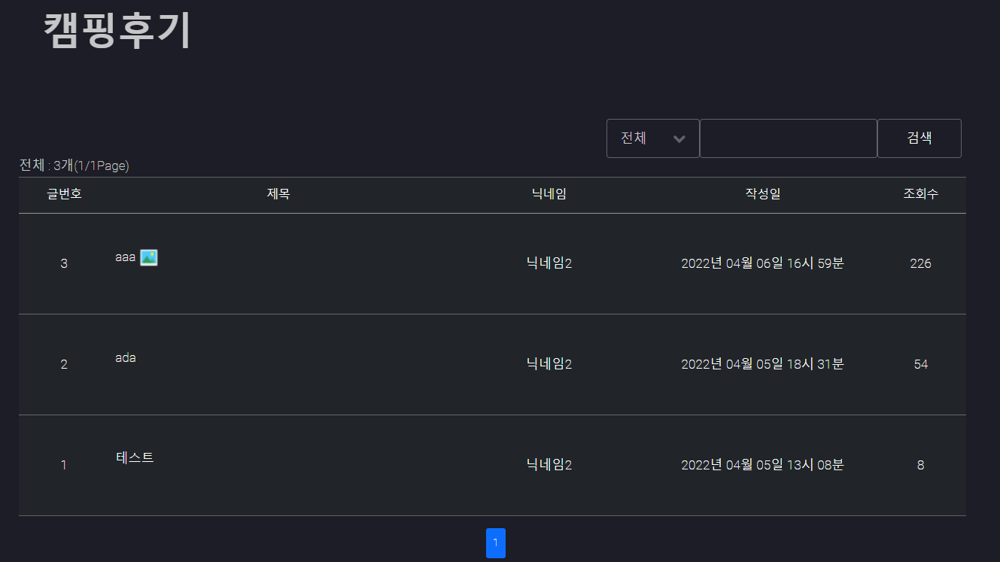 캠핑후기
전체 검색
전체 : 3개(1/1Page)
글번호 제목 닉네임 작성일 조회수
3 aaa 닉네임2 2022년 04월 06일 16시 59분 226
2 ada 닉네임2 2022년 04월 05일 18시 31분 54
1 테스트 닉네임2 2022년 04월 05일 13시 08분 8
1